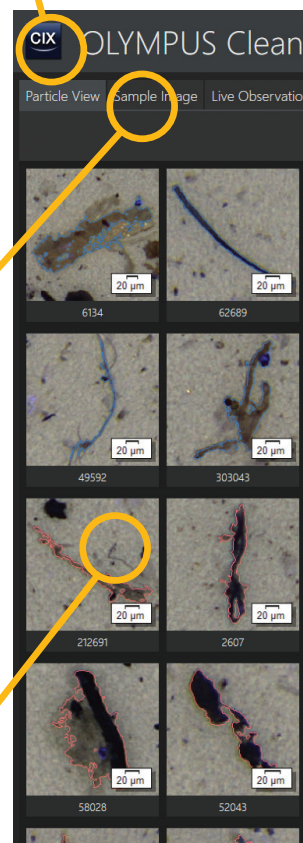 CIX OLYMPUS Clean
Particle View Sample Image Live Observatio
20 µm 20 µm
6134 62689
20 µm 20 µm
49592 303043
20 µm 20 µm
212691 2607
20 µm 20 µm
58028 52043